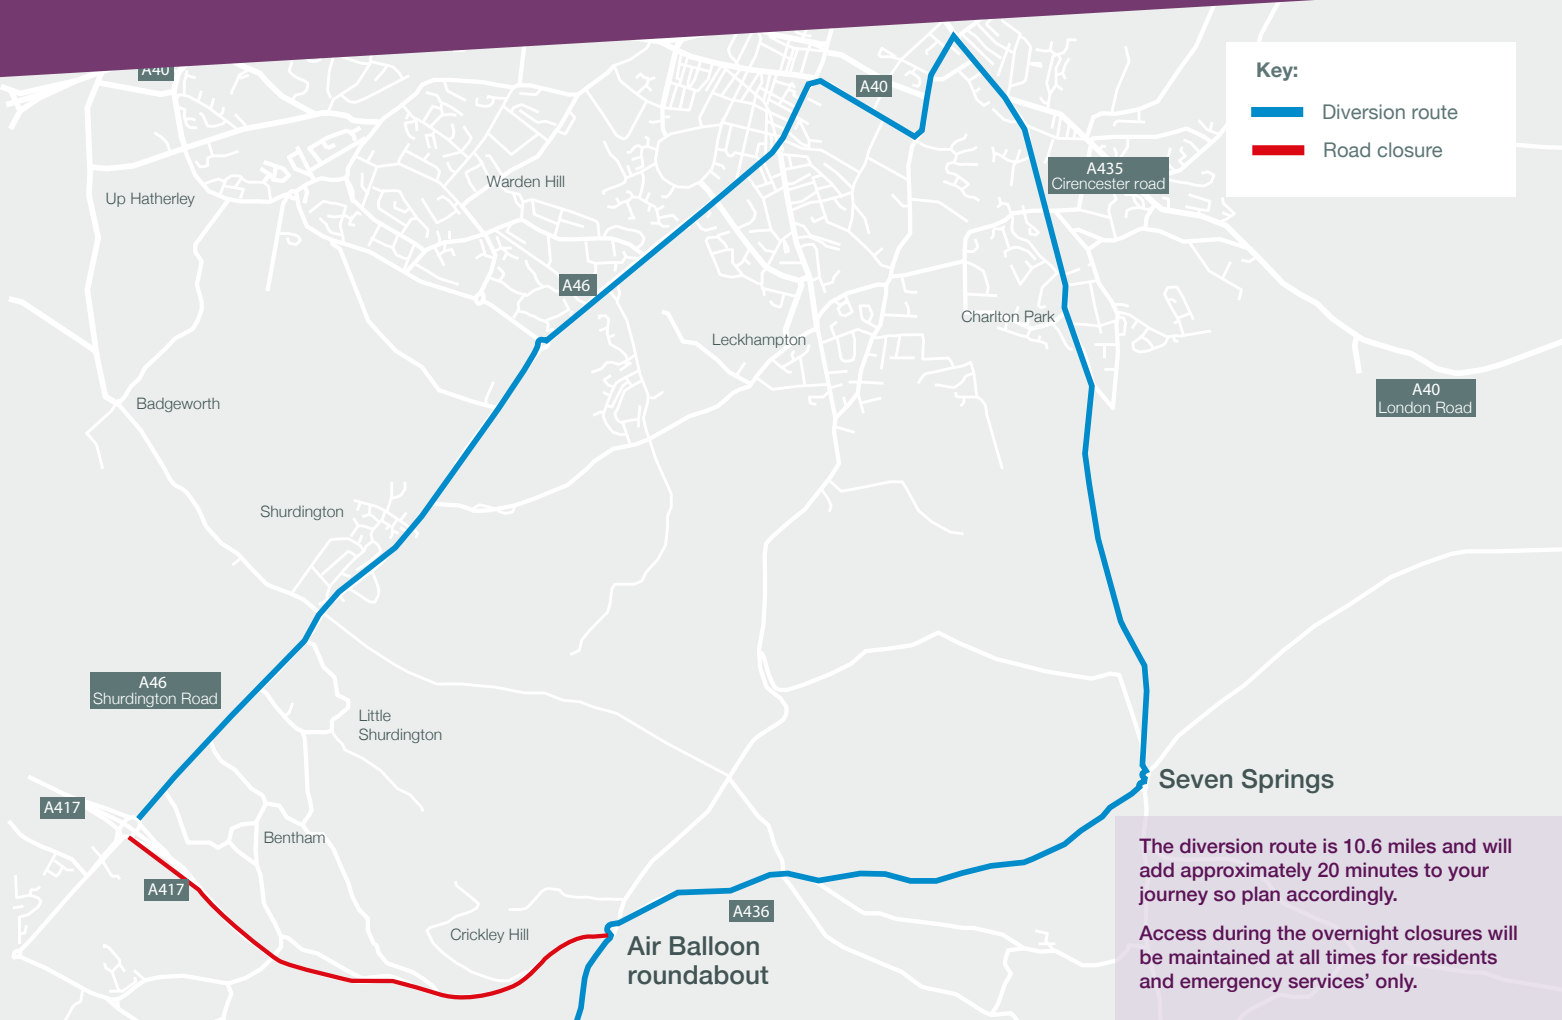 A40
Key:
Diversion route
Road closure
A40
A435
Cirencester road
Warden Hill
Up Hatherley
A46
Charlton Park
Leckhampton
A40
London Road
Badgeworth
Shurdington
A46
Shurdington Road
Little
Shurdington
Seven Springs
A417
Bentham
A417
A436
Crickley Hill
Air Balloon
roundabout
The diversion route is 10.6 miles and will
add approximately 20 minutes to your
journey so plan accordingly.
Access during the overnight closures will
be maintained at all times for residents
and emergency services’ only.